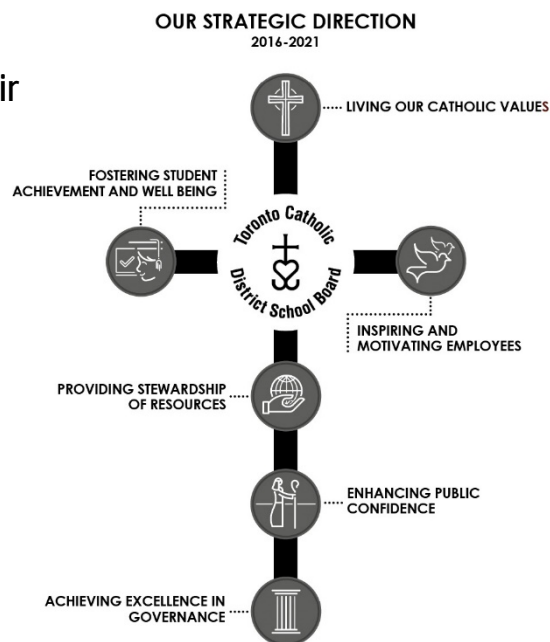 OUR STRATEGIC DIRECTION
2016-2021
ir
LIVING OUR CATHOLIC VALUES
FOSTERING STUDENT
ACHIEVEMENT AND WELL BEING
Toronto Catholic
District School Board
INSPIRING AND
MOTIVATING EMPLOYEES
PROVIDING STEWARDSHIP
OF RESOURCES
ENHANCING PUBLIC
CONFIDENCE
ACHIEVING EXCELLENCE IN
GOVERNANCE